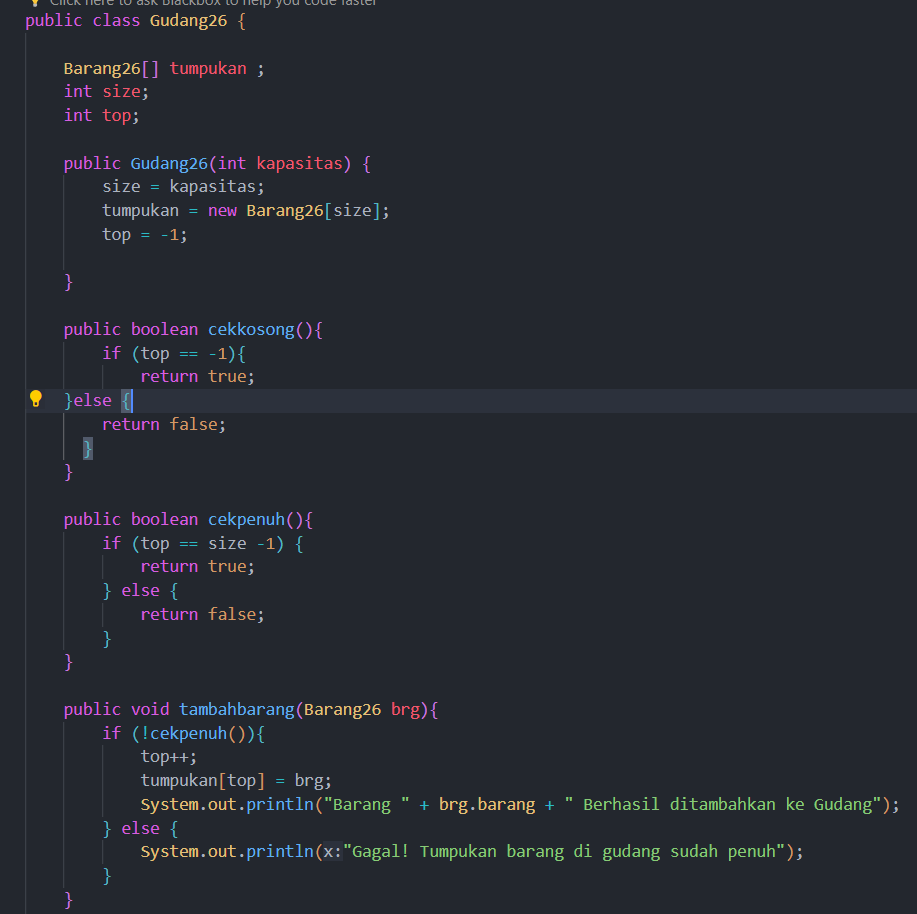 Click here to ask Blackbox to help you code faster
public class Gudang26 {
Barang26[] tumpukan ;
int size;
int top;
public Gudang26(int kapasitas) {
size = kapasitas;
tumpukan = new Barang26[size];
top = -1;
}
public boolean cekkosong(){
if (top == -1){
return true;
}else {
return false;
}
}
public boolean cekpenuh(){
if (top == size -1) {
return true;
} else {
return false;
}
}
public void tambahbarang(Barang26 brg){
if (!cekpenuh()){
top++;
tumpukan[top] = brg;
System.out.println("Barang " + brg.barang + " Berhasil ditambahkan ke Gudang");
} else {
System.out.println(x:"Gagal! Tumpukan barang di gudang sudah penuh");
}
}